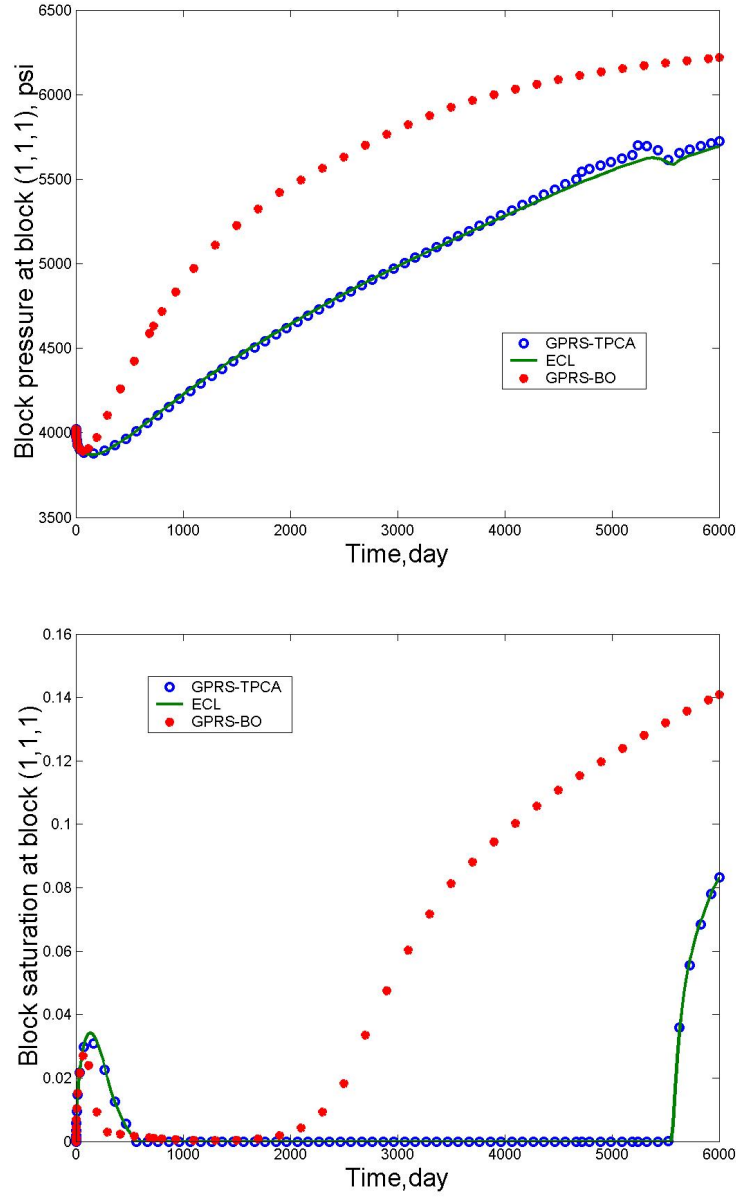 6500
6000
5500
5000
4500
4000
3500
Block pressure at block (1,1,1), psi
GPRS-TPCA
ECL
GPRS-BO
0 1000 2000 3000 4000 5000 6000
Time,day
0.16
0.14
0.12
0.1
0.08
0.06
0.04
0.02
0
Block saturation at block (1,1,1)
GPRS-TPCA
ECL
GPRS-BO
0 1000 2000 3000 4000 5000 6000
Time,day